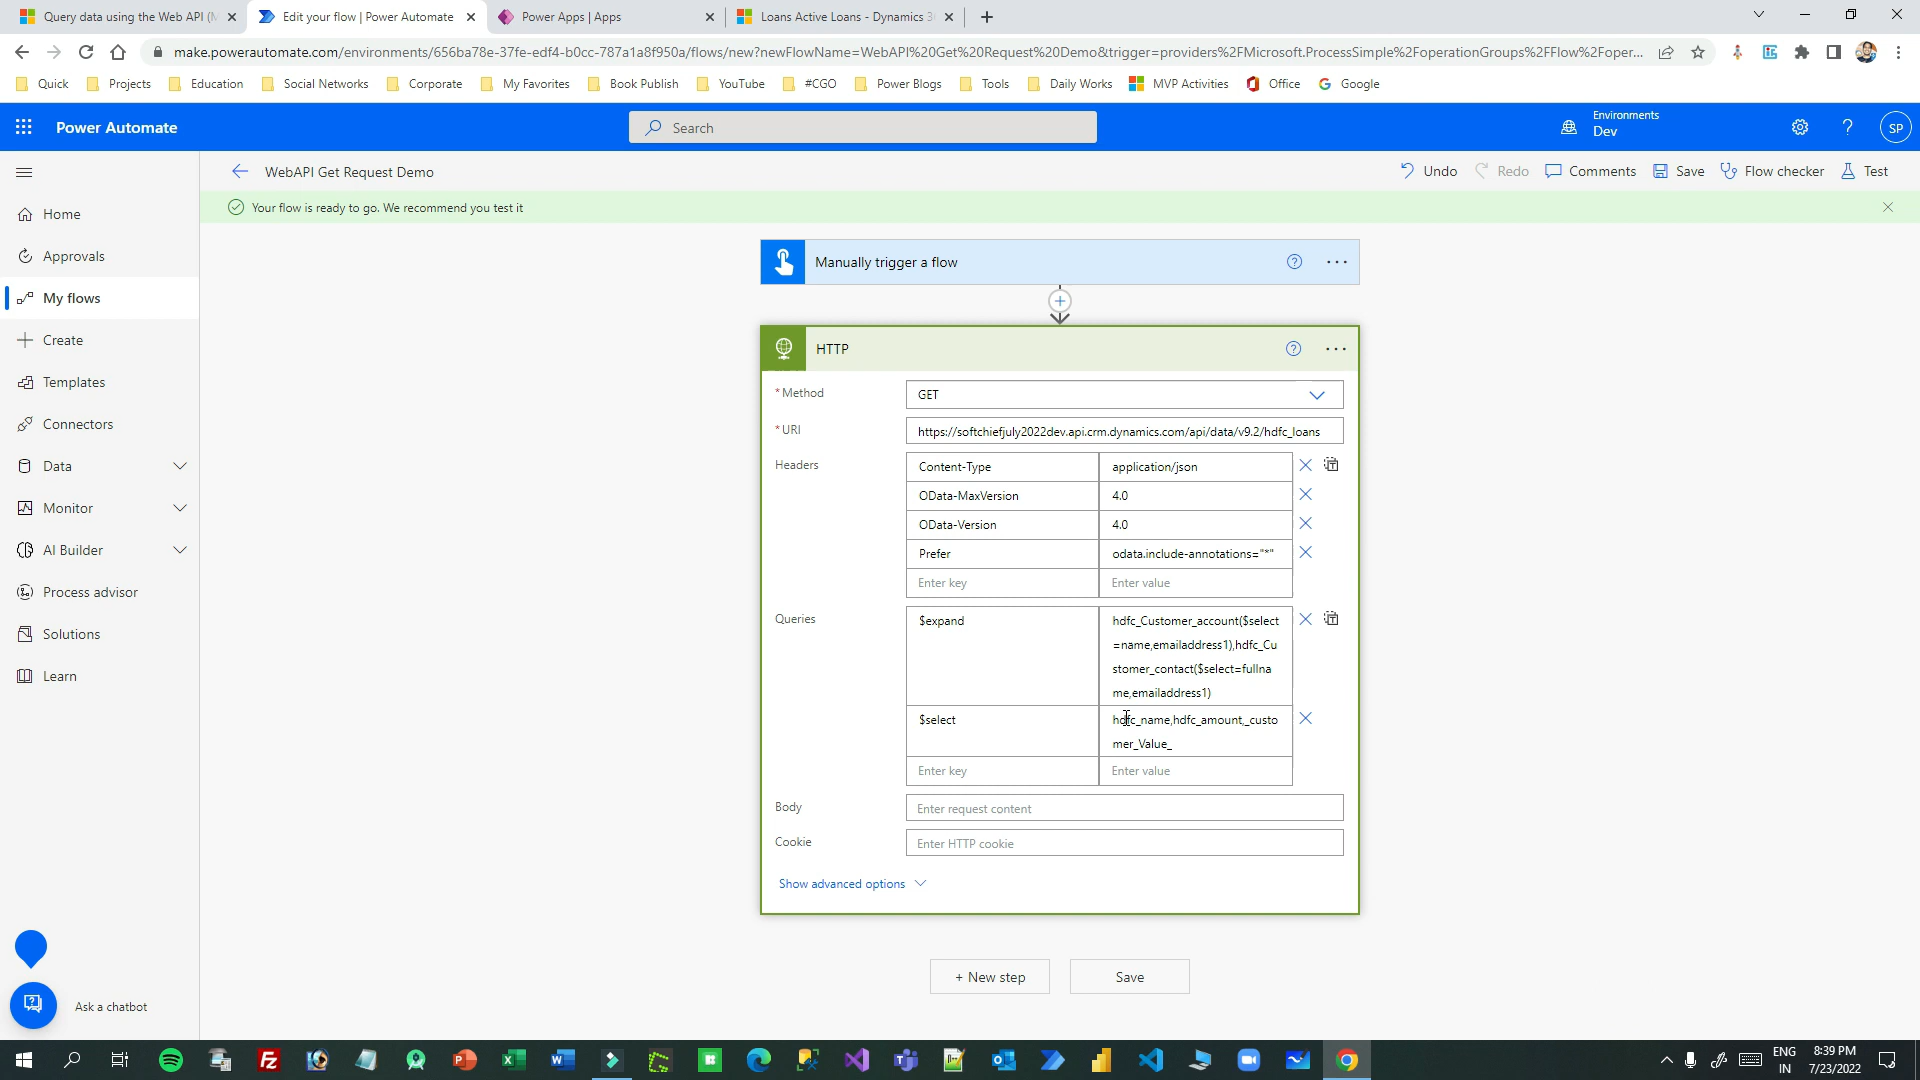 Query data using the Web API (M
Edit your flow | Power Automate
Power Apps | Apps
Loans Active Loans - Dynamics 3
make.powerautomate.com/environments/656ba78e-37fe-edf4-b0cc-787a1a8f950a/flows/new?newFlowName=WebAPI%20Get%20Request%20Demo&trigger=providers%2FMicrosoft.ProcessSimple%2FoperationGroups%2FFlow%2Foper...
Quick
Projects
Education
Social Networks
Corporate
My Favorites
Book Publish
YouTube
#CGO
Power Blogs
Tools
Daily Works
MVP Activities
Office
Google
Power Automate
Search
Environments
Dev
SP
WebAPI Get Request Demo
Undo
Redo
Comments
Save
Flow checker
Test
Your flow is ready to go. We recommend you test it
Home
Approvals
My flows
Create
Templates
Connectors
Data
Monitor
AI Builder
Process advisor
Solutions
Learn
Ask a chatbot
Manually trigger a flow
HTTP
* Method
GET
* URI
https://softchiefjuly2022dev.api.crm.dynamics.com/api/data/v9.2/hdfc_loans
Headers
Content-Type
application/json
OData-MaxVersion
4.0
OData-Version
4.0
Prefer
odata.include-annotations="*"
Enter key
Enter value
Queries
$expand
hdfc_Customer_account($select
=name,emailaddress1),hdfc_Cu
stomer_contact($select=fullna
me,emailaddress1)
$select
hdfc_name,hdfc_amount,_custo
mer_Value_
Enter key
Enter value
Body
Enter request content
Cookie
Enter HTTP cookie
Show advanced options
+ New step
Save
ENG
IN
8:39 PM
7/23/2022